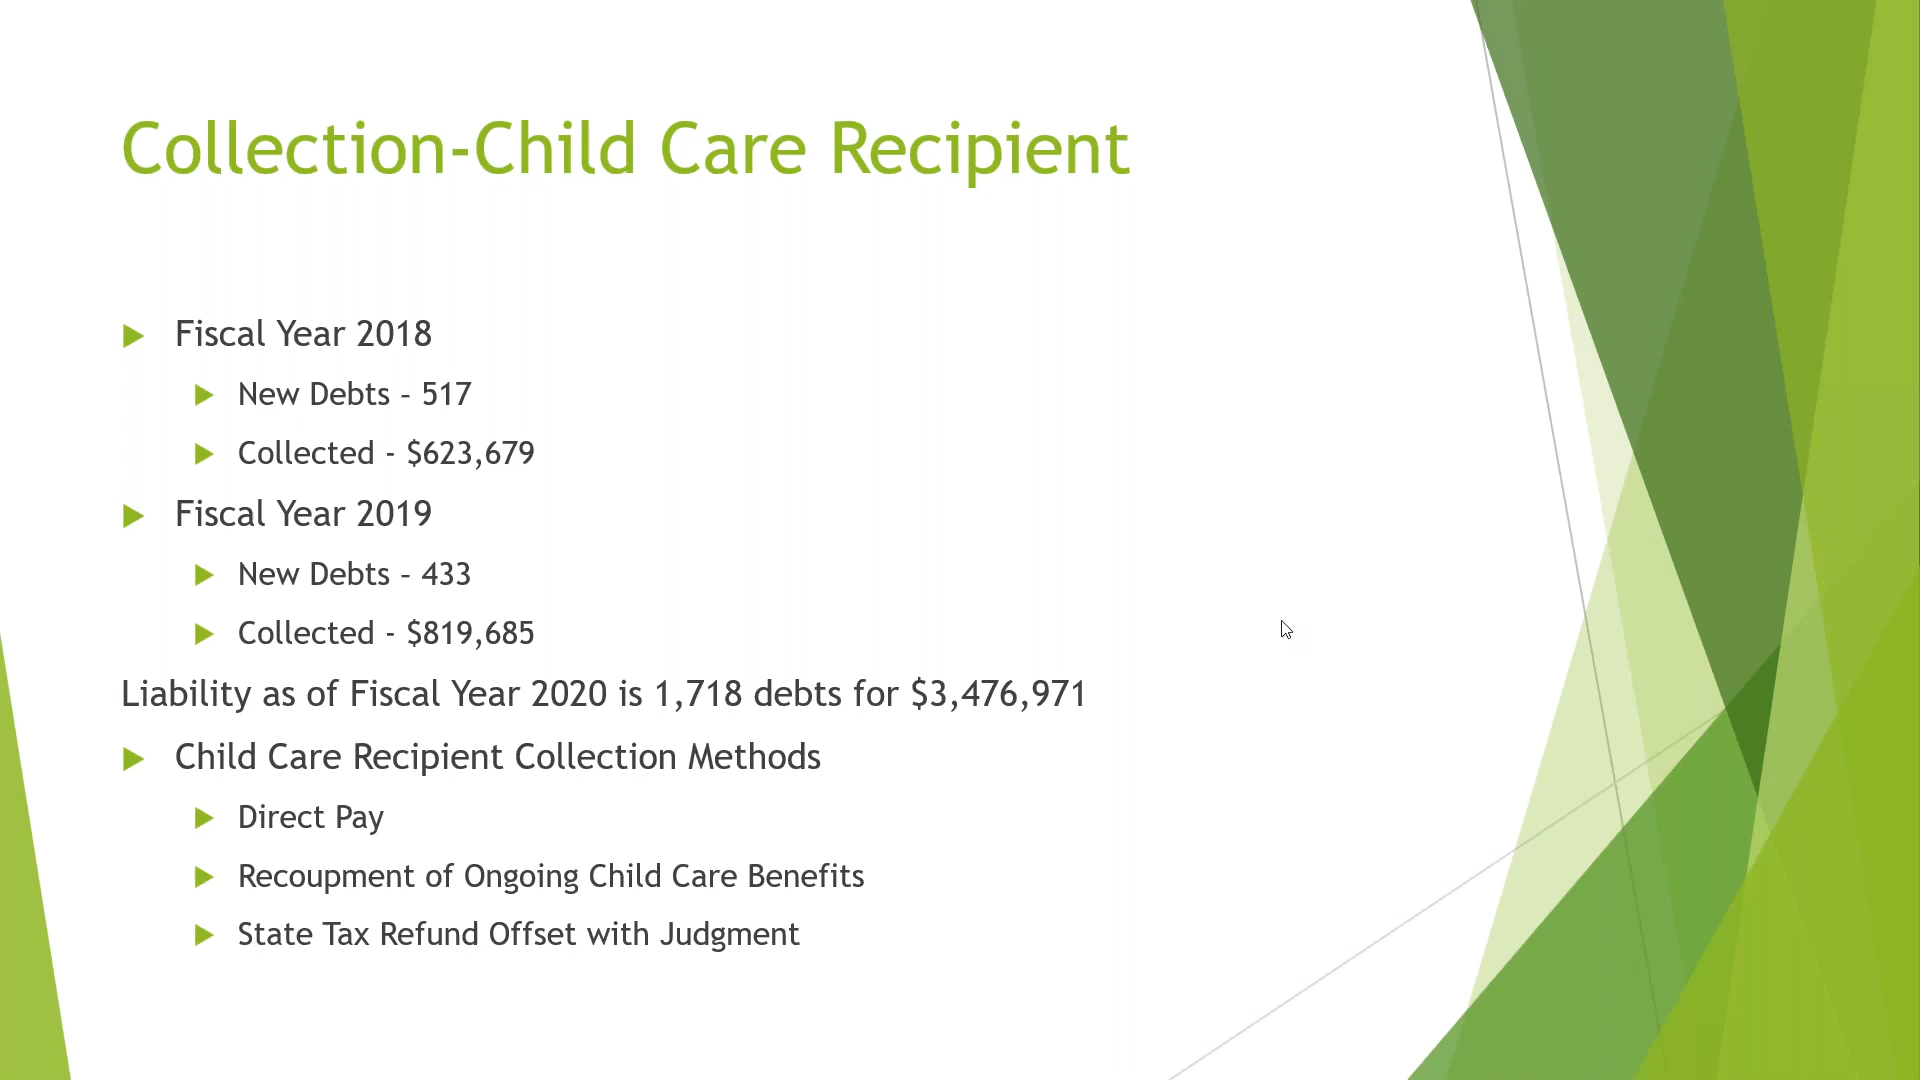 Collection-Child Care Recipient
Fiscal Year 2018
New Debts – 517
Collected - $623,679
Fiscal Year 2019
New Debts – 433
Collected - $819,685
Liability as of Fiscal Year 2020 is 1,718 debts for $3,476,971
Child Care Recipient Collection Methods
Direct Pay
Recoupment of Ongoing Child Care Benefits
State Tax Refund Offset with Judgment